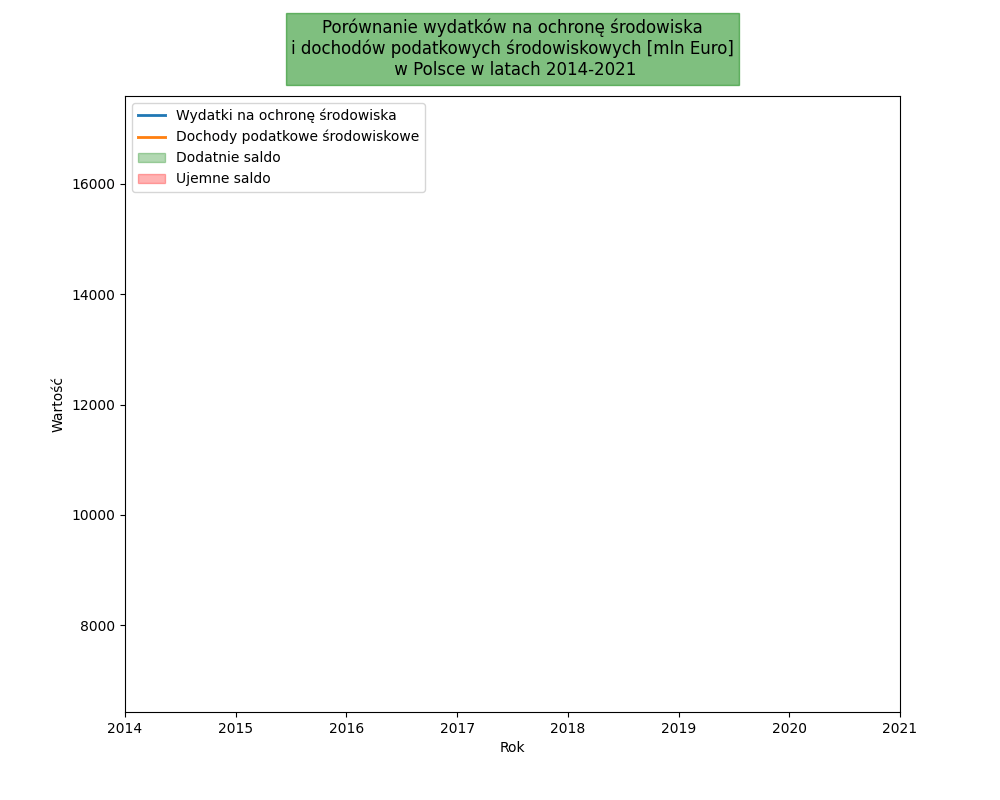 Porównanie wydatków na ochronę środowiska
i dochodów podatkowych środowiskowych [mln Euro]
w Polsce w latach 2014-2021
Wydatki na ochronę środowiska
Dochody podatkowe środowiskowe
Dodatnie saldo
Ujemne saldo
16000
14000
12000
10000
8000
Wartość
2014 2015 2016 2017 2018 2019 2020 2021
Rok